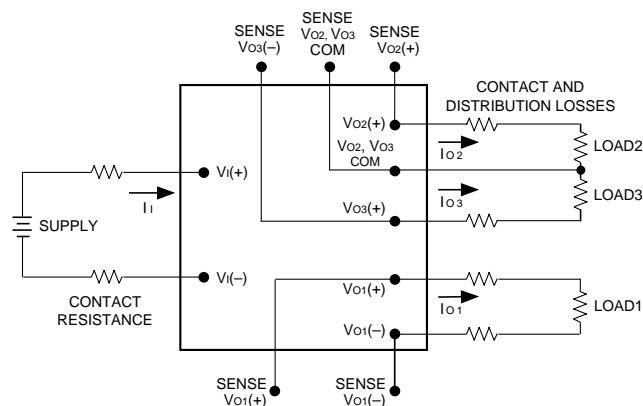 SENSE
VO3(–)
SENSE
VO2, VO3
COM
SENSE
VO2(+)
CONTACT AND
DISTRIBUTION LOSSES
VO2(+)
IO2
LOAD2
VO2, VO3
COM
VI(+)
II
IO3
LOAD3
VO3(+)
SUPPLY
VI(–)
VO1(+)
CONTACT
RESISTANCE
IO1
LOAD1
VO1(–)
SENSE
VO1(+)
SENSE
VO1(–)